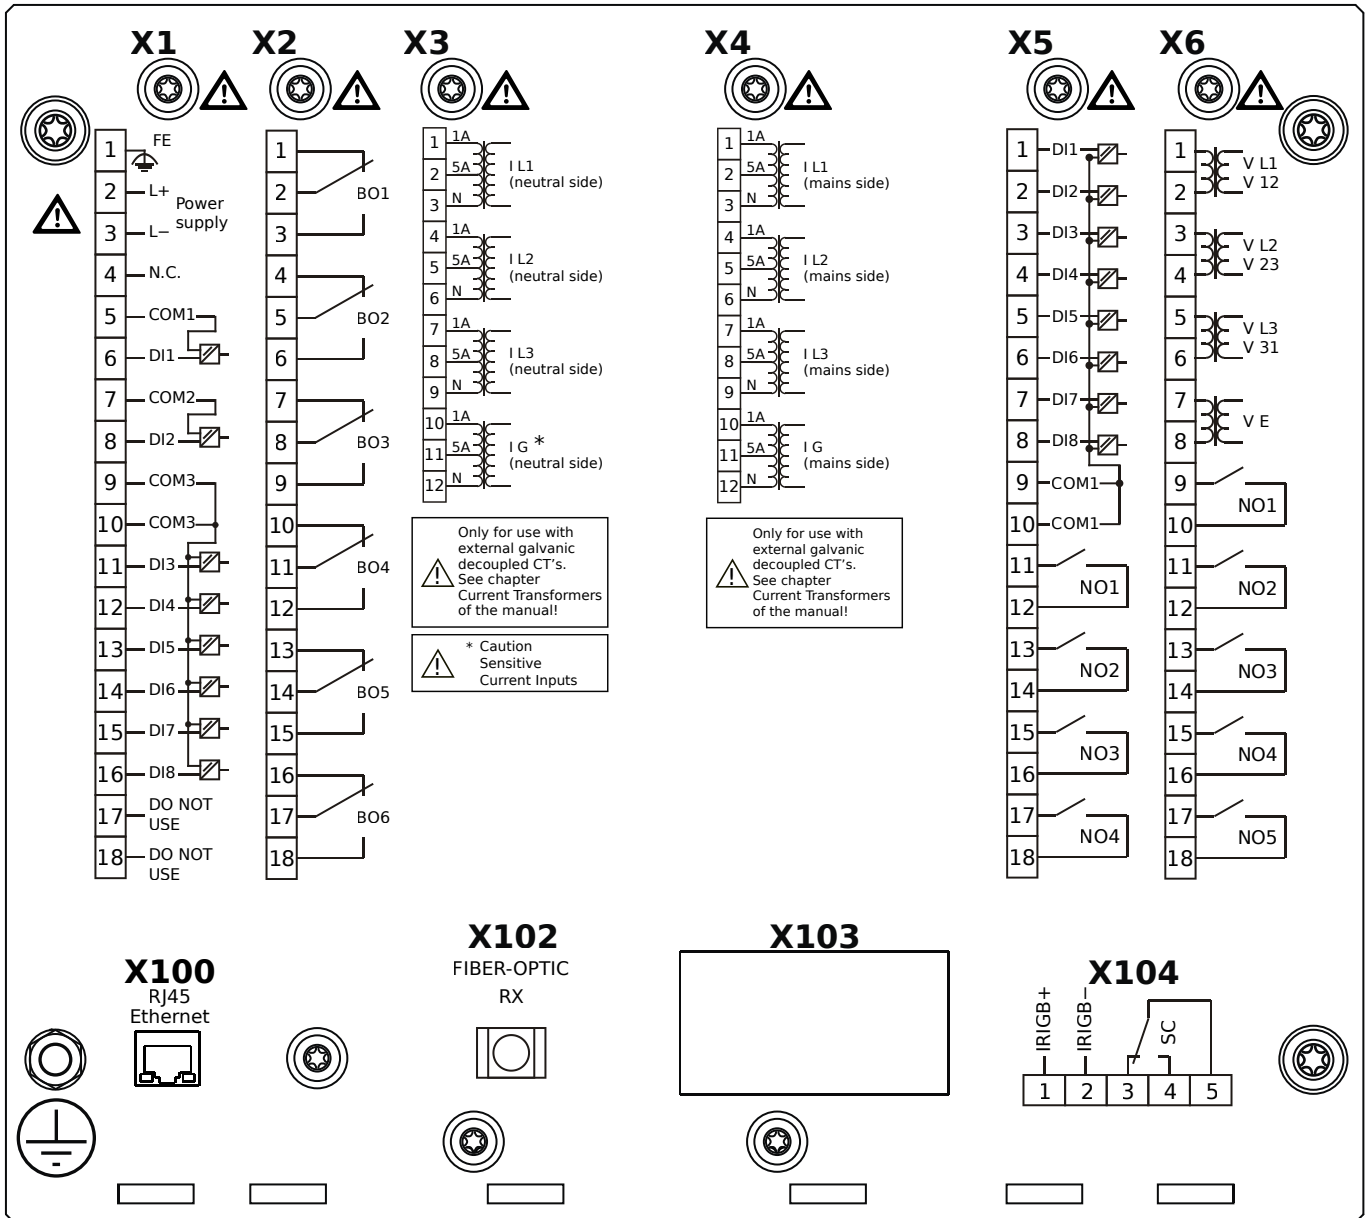 X1
X2
X3
X4
X5
X6
1 FE
2 L+
Power
supply
3 L−
4 N.C.
5 COM1
6 DI1
7 COM2
8 DI2
9 COM3
10 COM3
11 DI3
12 DI4
13 DI5
14 DI6
15 DI7
16 DI8
17 DO NOT
USE
18 DO NOT
USE
1
2 BO1
3
4
5 BO2
6
7
8 BO3
9
10
11 BO4
12
13
14 BO5
15
16
17 BO6
18
1 1A
2 5A I L1
(neutral side)
3 N
4 1A
5 5A I L2
(neutral side)
6 N
7 1A
8 5A I L3
(neutral side)
9 N
10 1A
11 5A I G *
(neutral side)
12 N
Only for use with
external galvanic
decoupled CT’s.
See chapter
Current Transformers
of the manual!
* Caution
Sensitive
Current Inputs
1 1A
2 5A I L1
(mains side)
3 N
4 1A
5 5A I L2
(mains side)
6 N
7 1A
8 5A I L3
(mains side)
9 N
10 1A
11 5A I G
(mains side)
12 N
Only for use with
external galvanic
decoupled CT’s.
See chapter
Current Transformers
of the manual!
1 DI1
2 DI2
3 DI3
4 DI4
5 DI5
6 DI6
7 DI7
8 DI8
9 COM1
10 COM1
11
NO1
12
13
NO2
14
15
NO3
16
17
NO4
18
1 V L1
2 V 12
3 V L2
4 V 23
5 V L3
6 V 31
7
V E
8
9
NO1
10
11
NO2
12
13
NO3
14
15
NO4
16
17
NO5
18
X100
RJ45
Ethernet
X102
FIBER-OPTIC
RX
X103
X104
IRIGB+
IRIGB−
SC
1 2 3 4 5